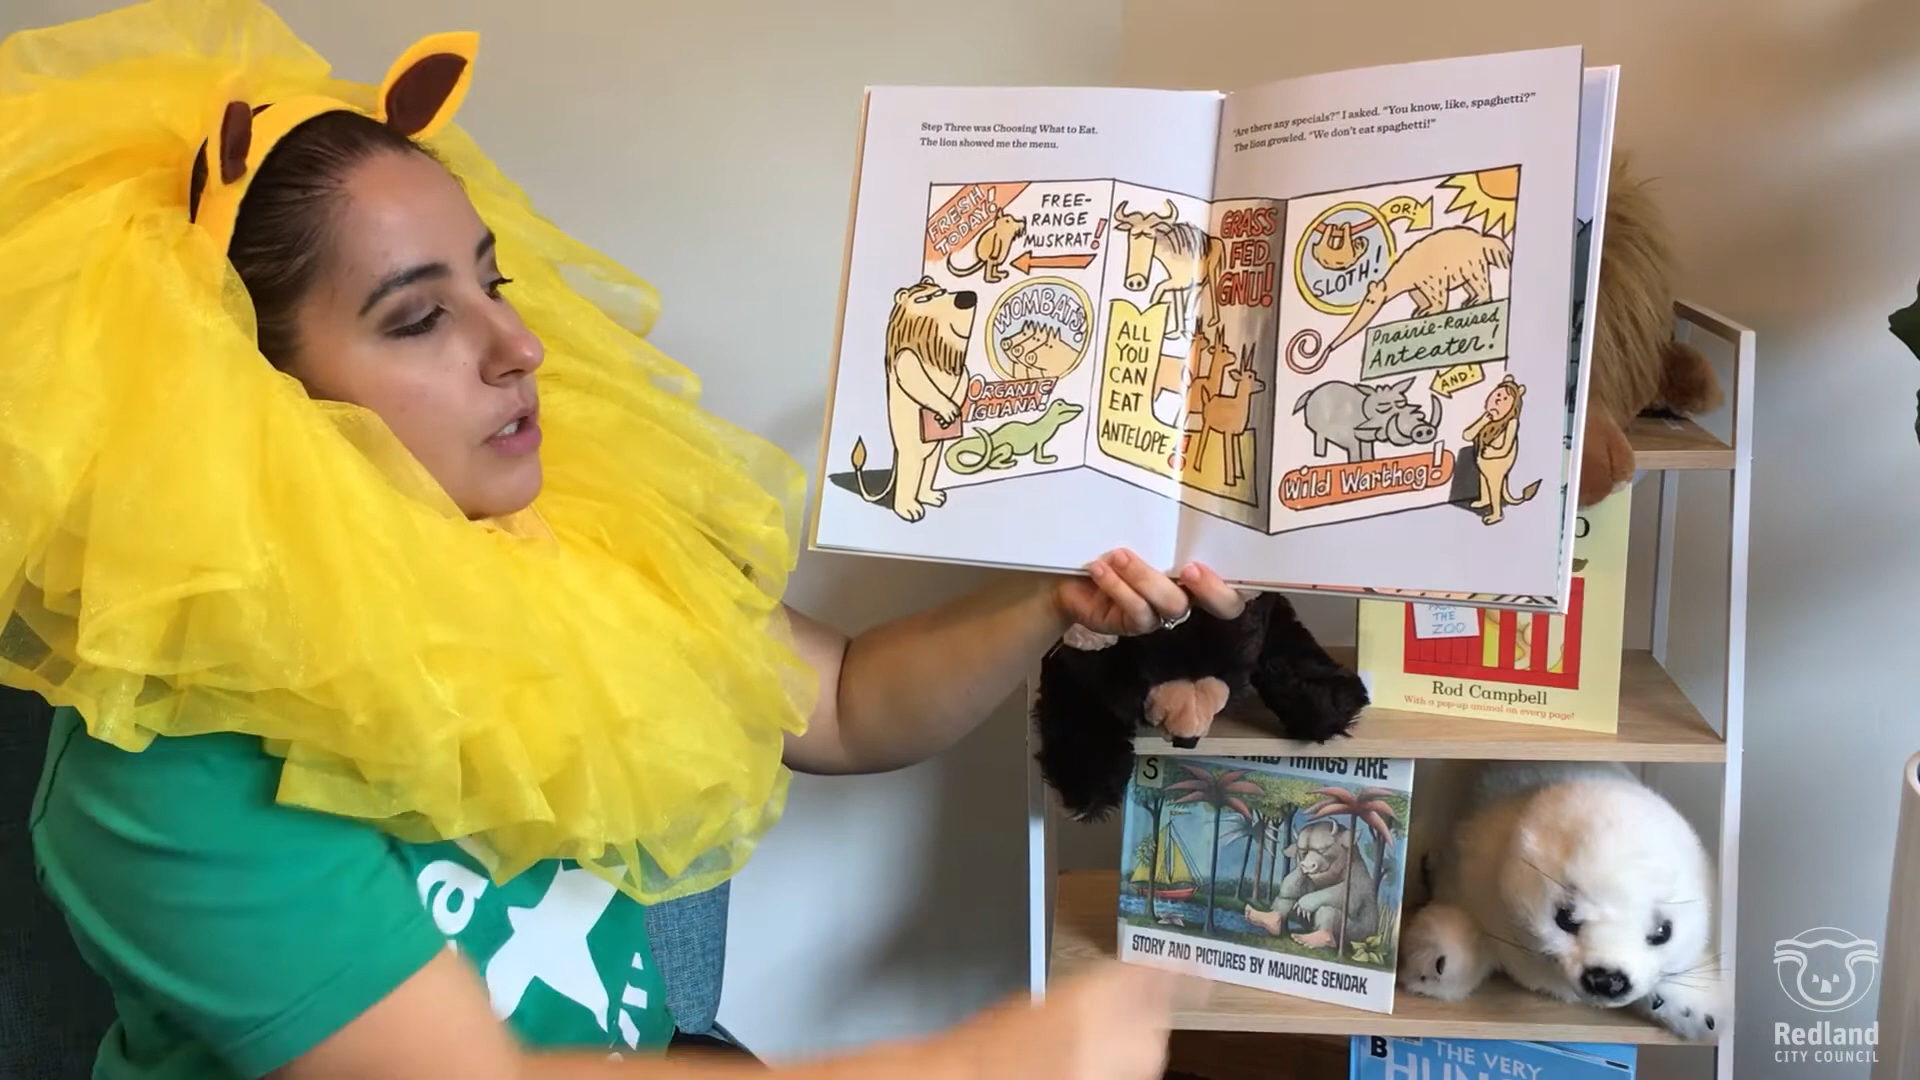 Step Three was Choosing What to Eat.
The lion showed me the menu.
"Are there any specials?" I asked. "You know, like, spaghetti?"
The lion growled. "We don't eat spaghetti!"
FRESH
TODAY!
FREE-
RANGE
MUSKRAT!
WOMBATS!
ORGANIC
IGUANA!
ALL
YOU
CAN
EAT
ANTELOPE!
GRASS
FED
GNU!
SLOTH!
OR!
Prairie-Raised
Anteater!
AND!
Wild Warthog!
THE
ZOO
Rod Campbell
With a pop-up animal on every page!
S
WILD THINGS ARE
STORY AND PICTURES BY MAURICE SENDAK
B
THE VERY
Redland
CITY COUNCIL